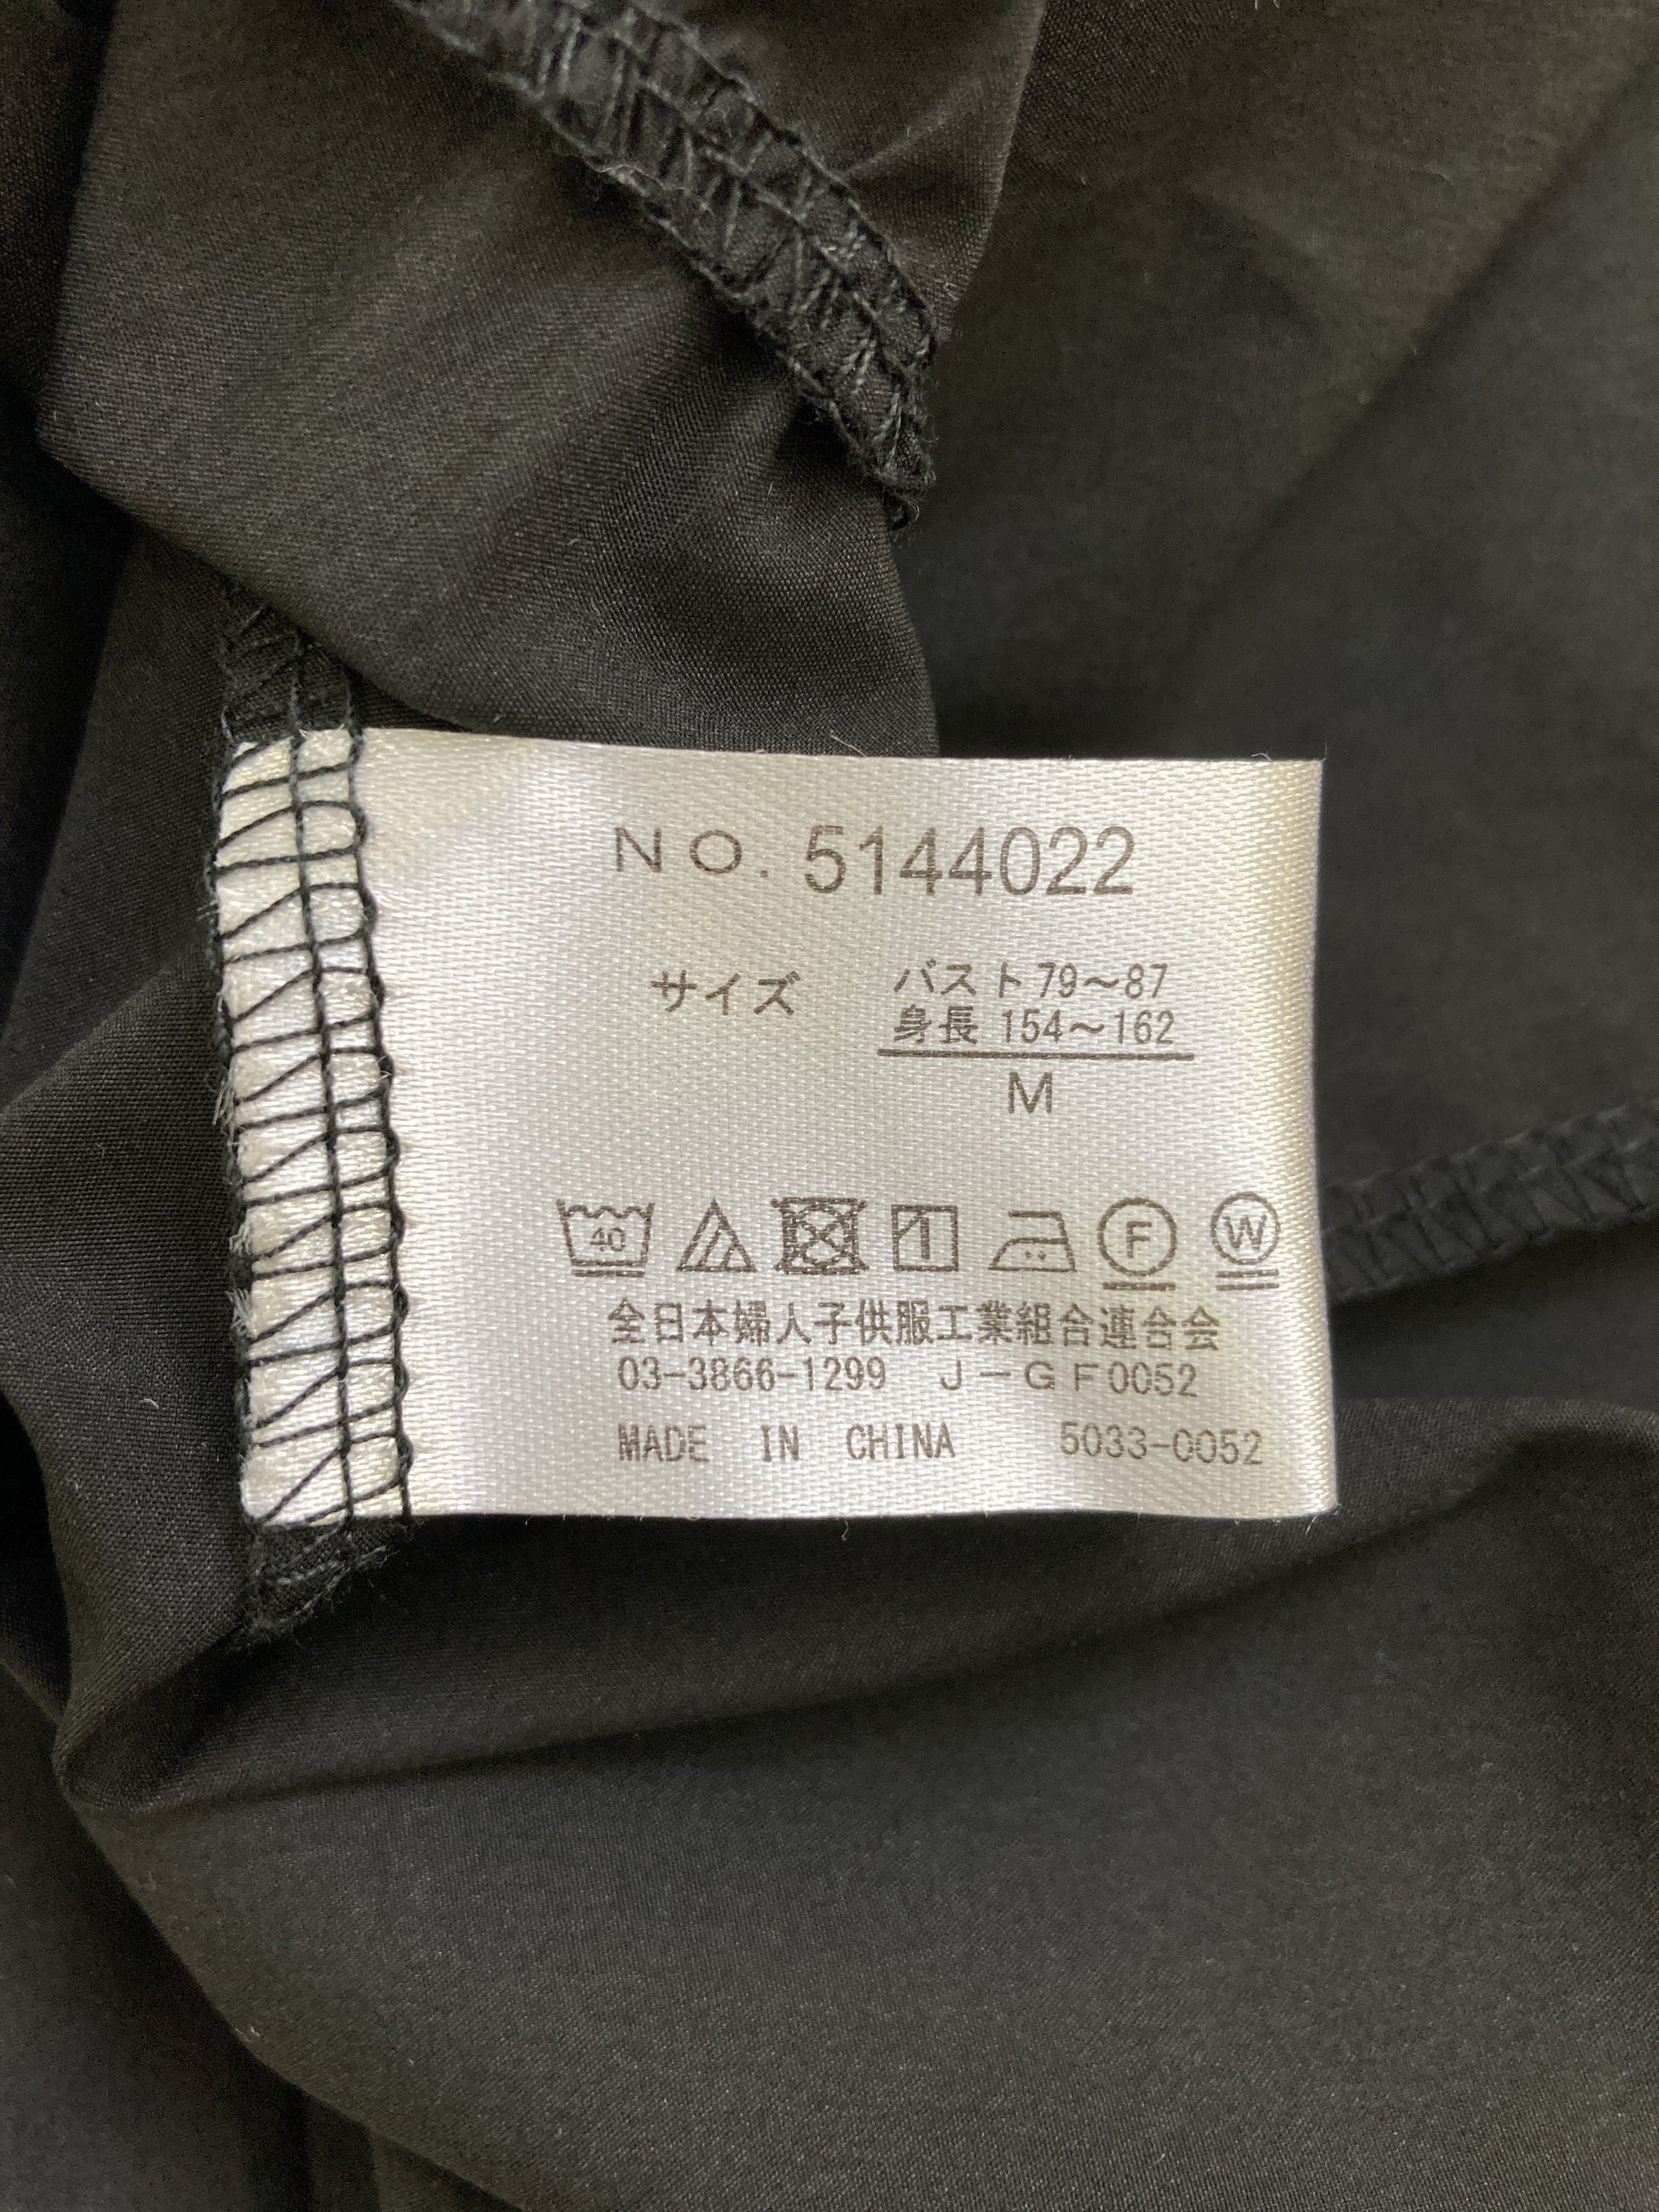 NO. 5144022
サイズ バスト 79～87
身長 154～162
M
40 F W
全日本婦人子供服工業組合連合会
03-3866-1299 J－GF0052
MADE IN CHINA 5033-0052